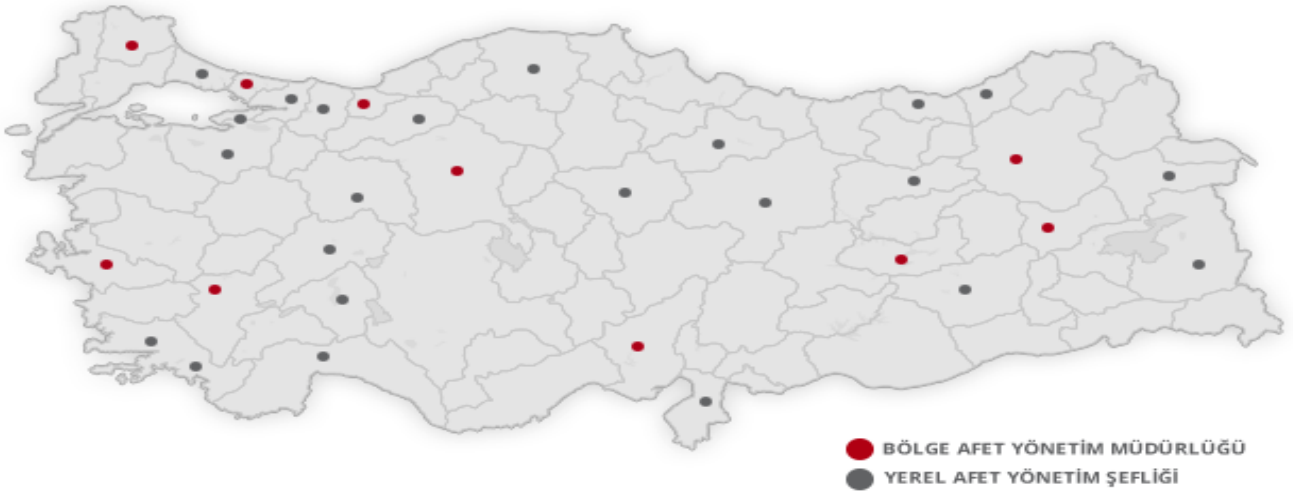 BÖLGE AFET YÖNETİM MÜDÜRLÜĞÜ
YEREL AFET YÖNETİM ŞEFLİĞİ